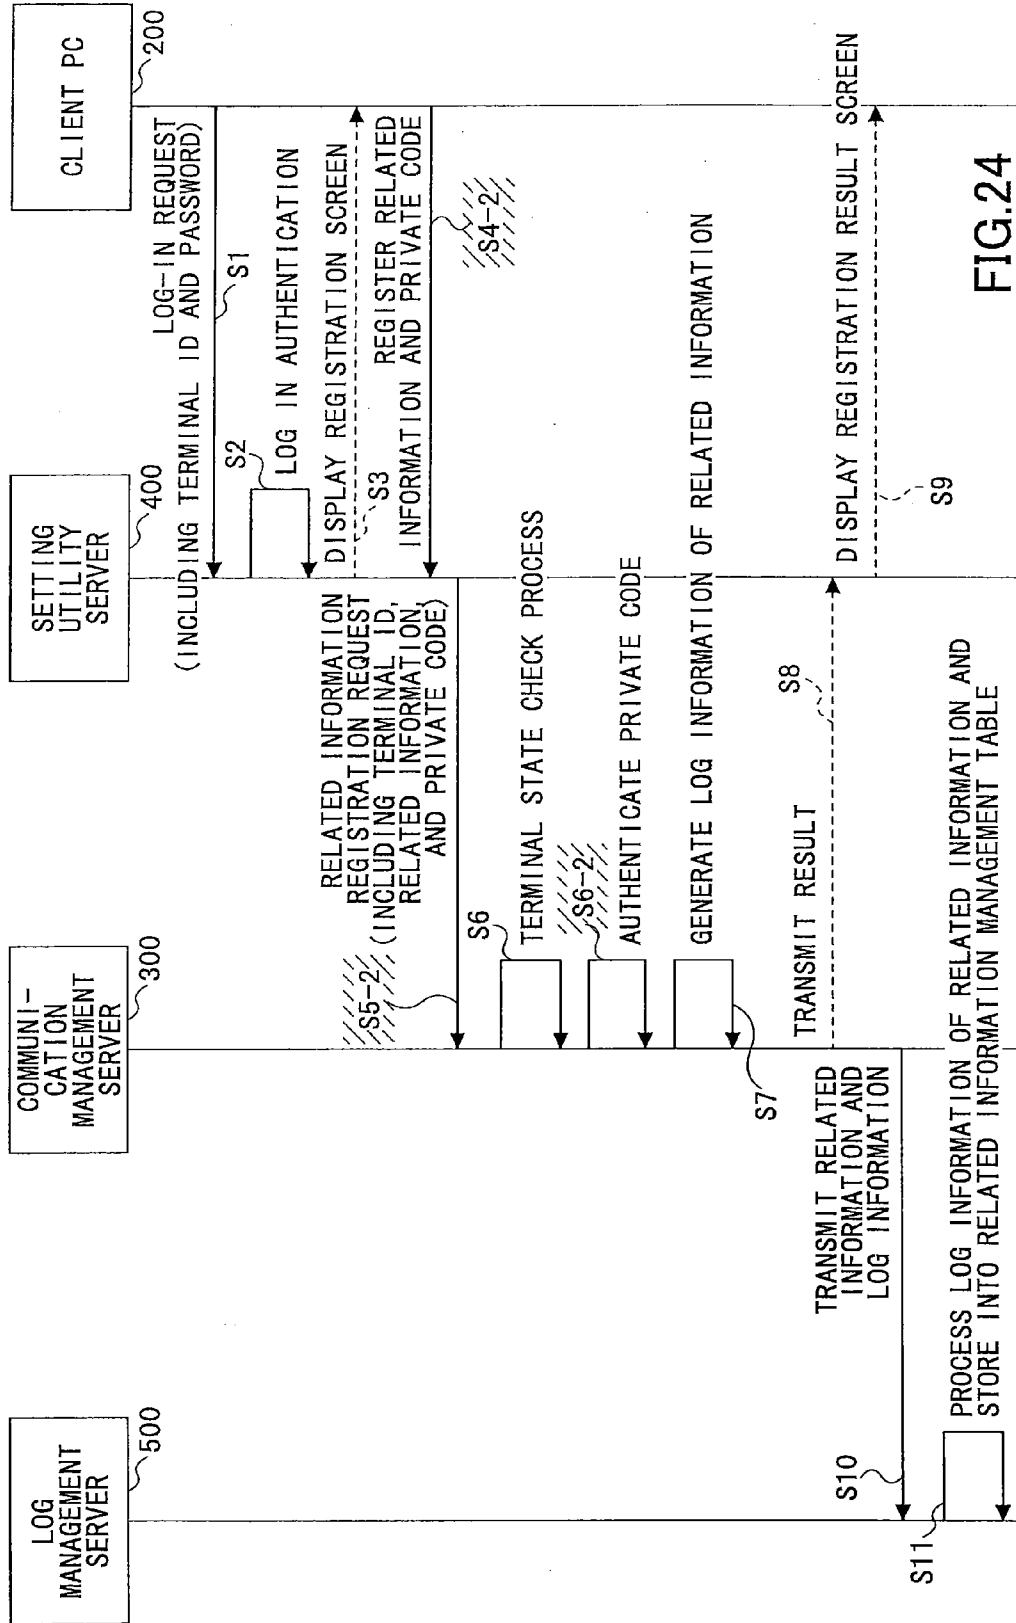 LOG
MANAGEMENT
SERVER
500
COMMUNI-
CATION
MANAGEMENT
SERVER
300
SETTING
UTILITY
SERVER
400
CLIENT PC
200
LOG-IN REQUEST
(INCLUDING TERMINAL ID AND PASSWORD)
S1
S2
LOG IN AUTHENTICATION
DISPLAY REGISTRATION SCREEN
S3
REGISTER RELATED
INFORMATION AND PRIVATE CODE
S4-2
RELATED INFORMATION
REGISTRATION REQUEST
(INCLUDING TERMINAL ID,
RELATED INFORMATION,
AND PRIVATE CODE)
S5-2
S6
TERMINAL STATE CHECK PROCESS
S6-2
AUTHENTICATE PRIVATE CODE
GENERATE LOG INFORMATION OF RELATED INFORMATION
S7
TRANSMIT RESULT
S8
DISPLAY REGISTRATION RESULT SCREEN
S9
TRANSMIT RELATED
INFORMATION AND
LOG INFORMATION
S10
PROCESS LOG INFORMATION OF RELATED INFORMATION AND
STORE INTO RELATED INFORMATION MANAGEMENT TABLE
S11
FIG.24